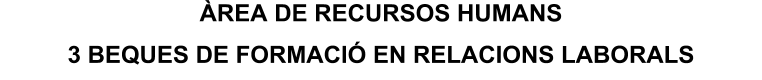 ÀREA DE RECURSOS HUMANS
3 BEQUES DE FORMACIÓ EN RELACIONS LABORALS